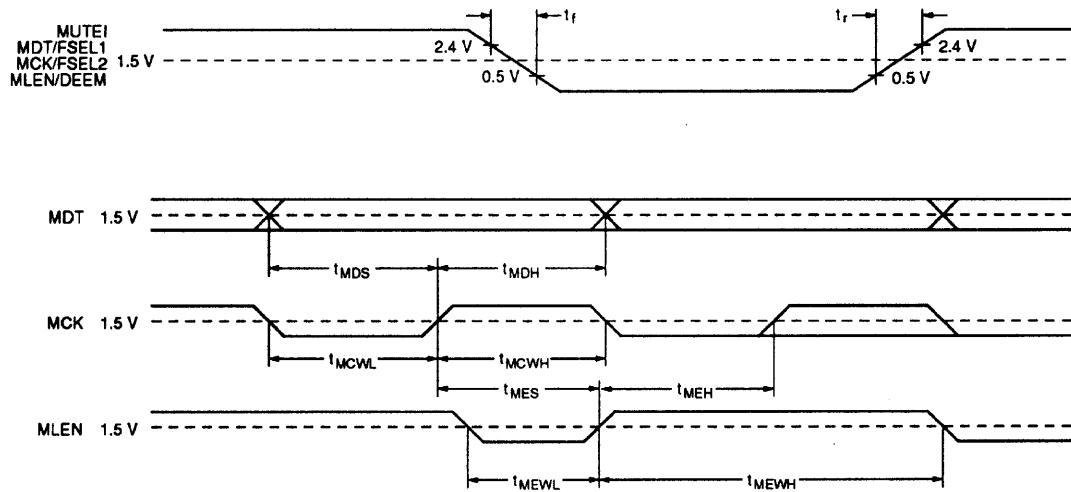 MUTEI
MDT/FSEL1
MCK/FSEL2
MLEN/DEEM
1.5 V
2.4 V
0.5 V
tf
tr
2.4 V
0.5 V
MDT 1.5 V
tMDS
tMDH
MCK 1.5 V
tMCWL
tMCWH
tMES
tMEH
MLEN 1.5 V
tMEWL
tMEWH